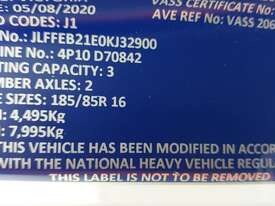 : 05/08/2020
VASS CERTIFICATE
D CODES: J1
AVE REF No: VASS 206
No.: JLFFEB21E0KJ32900
INE No.: 4P10 D70842
TING CAPACITY: 3
MBER AXLES: 2
E SIZES: 185/85R 16
: 4,495Kg
: 7,995Kg
THIS VEHICLE HAS BEEN MODIFIED IN ACCOR
WITH THE NATIONAL HEAVY VEHICLE REGUL
THIS LABEL IS NOT TO BE REMOVED